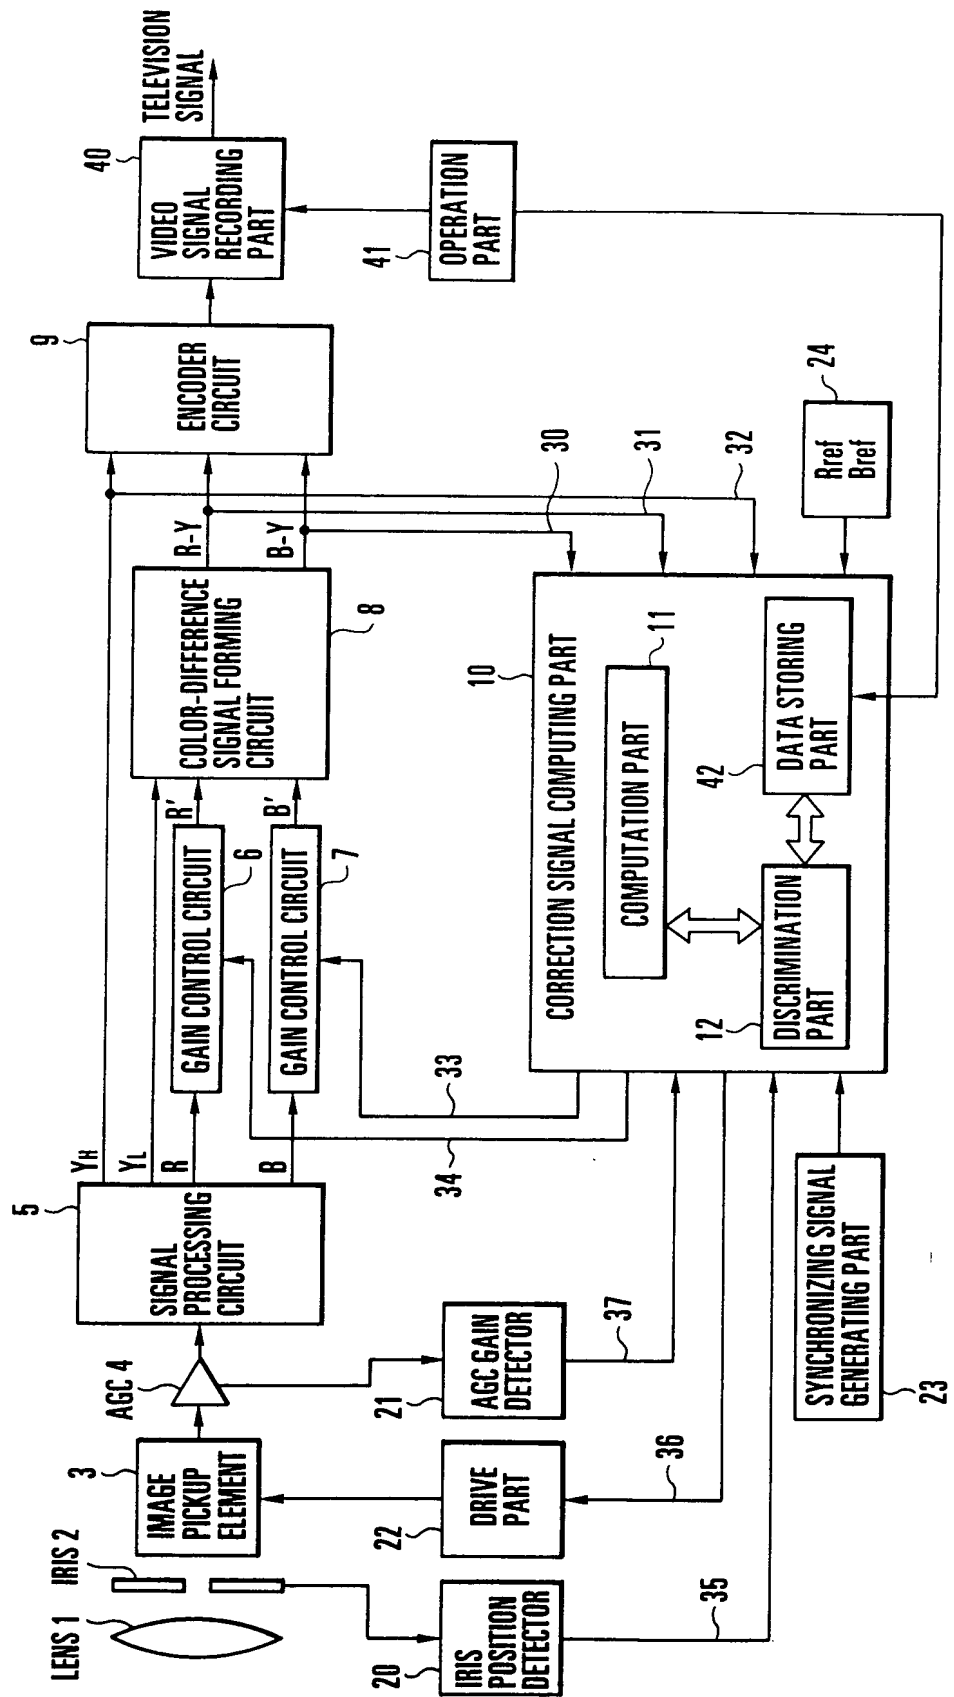 LENS 1
IRIS 2
3
IMAGE
PICKUP
ELEMENT
AGC 4
5
SIGNAL
PROCESSING
CIRCUIT
YH
YL
R
B
GAIN CONTROL CIRCUIT
6
GAIN CONTROL CIRCUIT
7
R'
B'
COLOR-DIFFERENCE
SIGNAL FORMING
CIRCUIT
8
R-Y
B-Y
9
ENCODER
CIRCUIT
40
VIDEO
SIGNAL
RECORDING
PART
TELEVISION
SIGNAL
41
OPERATION
PART
20
IRIS
POSITION
DETECTOR
22
DRIVE
PART
21
AGC GAIN
DETECTOR
34
33
30
31
32
35
36
37
10
CORRECTION SIGNAL COMPUTING PART
COMPUTATION PART
11
12
DISCRIMINATION
PART
42
DATA STORING
PART
24
Rref
Bref
SYNCHRONIZING SIGNAL
GENERATING PART
23